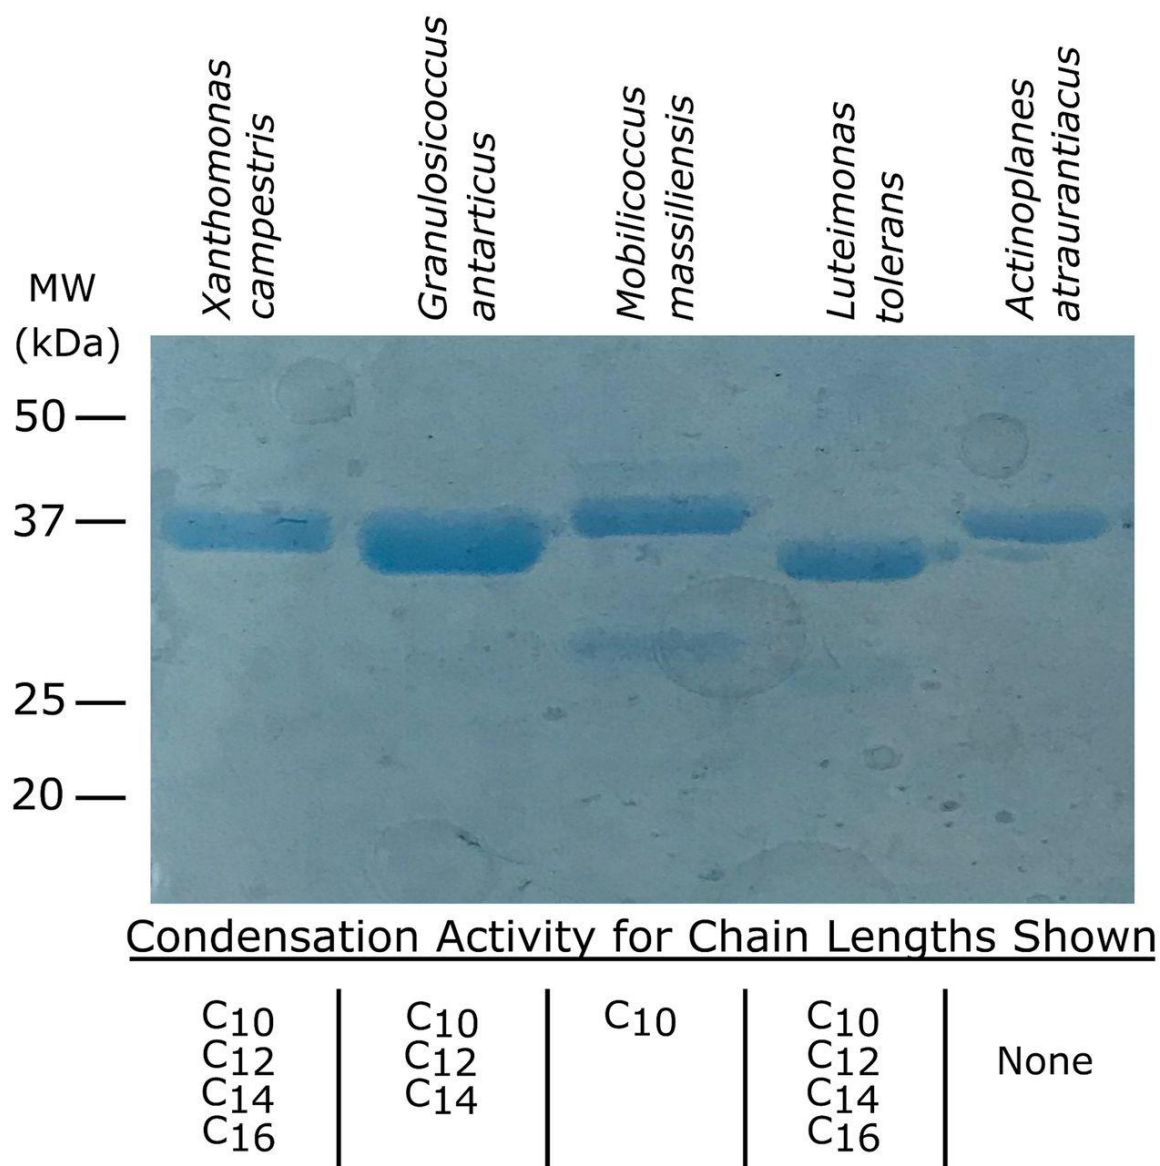 Xanthomonas
campestris
Granulosicoccus
antarticus
Mobilicoccus
massiliensis
Luteimonas
tolerans
Actinoplanes
atraurantiacus
MW
(kDa)
50
37
25
20
Condensation Activity for Chain Lengths Shown
C10
C12
C14
C16
C10
C12
C14
C10
C10
C12
C14
C16
None